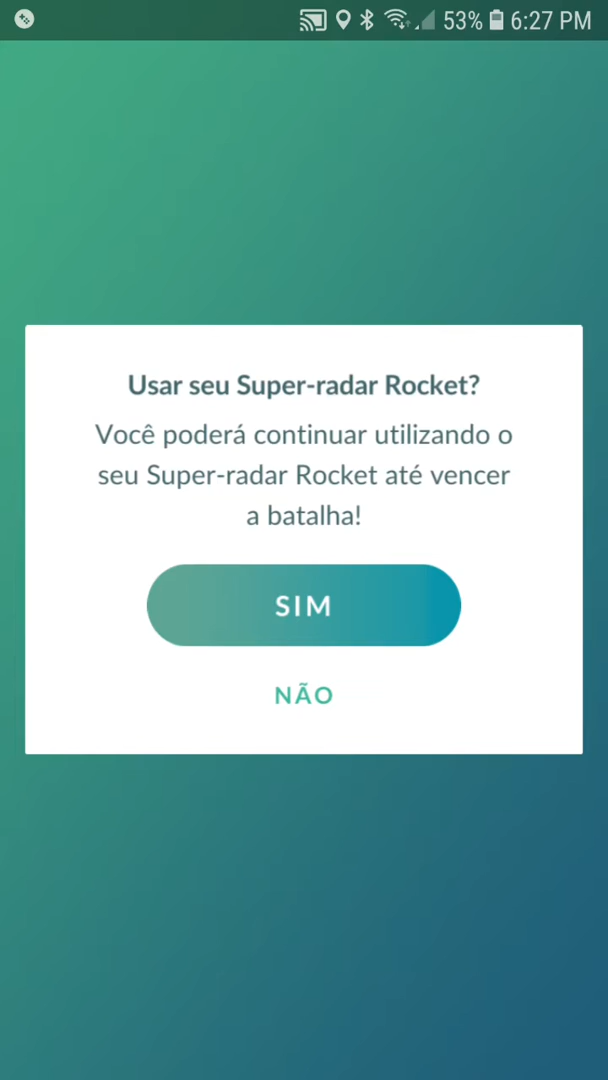 53% 6:27 PM
Usar seu Super-radar Rocket?
Você poderá continuar utilizando o
seu Super-radar Rocket até vencer
a batalha!
SIM
NÃO